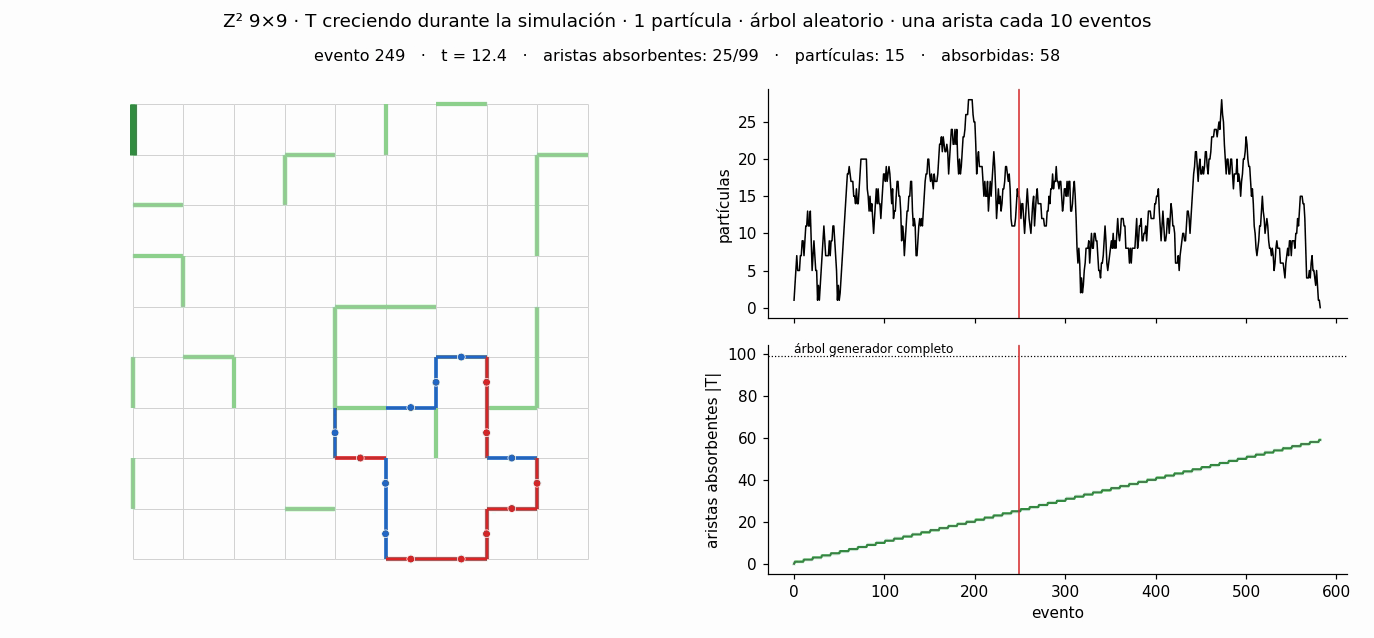 Z² 9×9 · T creciendo durante la simulación · 1 partícula · árbol aleatorio · una arista cada 10 eventos
evento 249 · t = 12.4 · aristas absorbentes: 25/99 · partículas: 15 · absorbidas: 58
partículas
25
20
15
10
5
0
aristas absorbentes |T|
árbol generador completo
100
80
60
40
20
0
0 100 200 300 400 500 600
evento